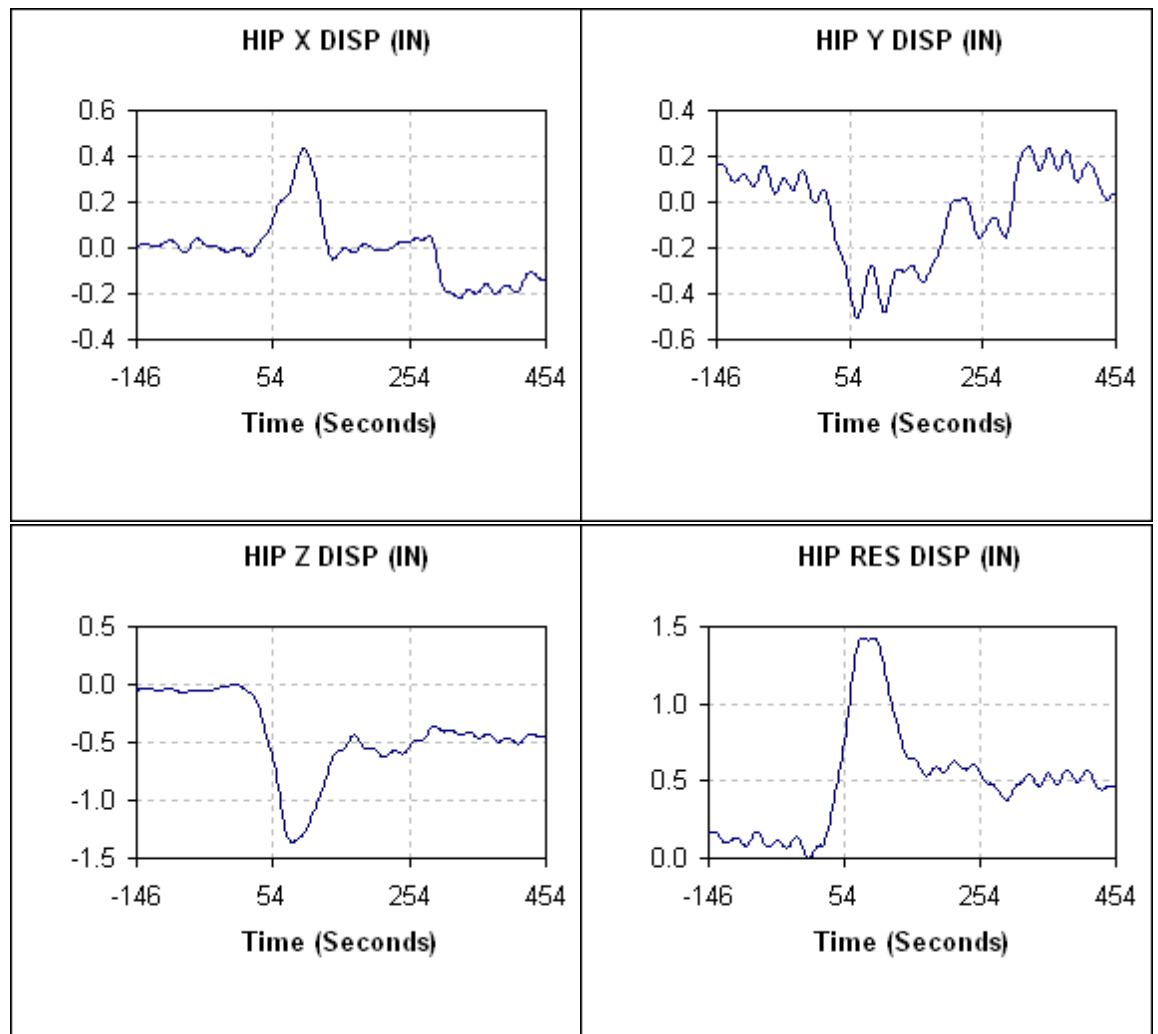 HIP X DISP (IN)
0.6
0.4
0.2
0.0
-0.2
-0.4
-146 54 254 454
Time (Seconds)
HIP Y DISP (IN)
0.4
0.2
0.0
-0.2
-0.4
-0.6
-146 54 254 454
Time (Seconds)
HIP Z DISP (IN)
0.5
0.0
-0.5
-1.0
-1.5
-146 54 254 454
Time (Seconds)
HIP RES DISP (IN)
1.5
1.0
0.5
0.0
-146 54 254 454
Time (Seconds)